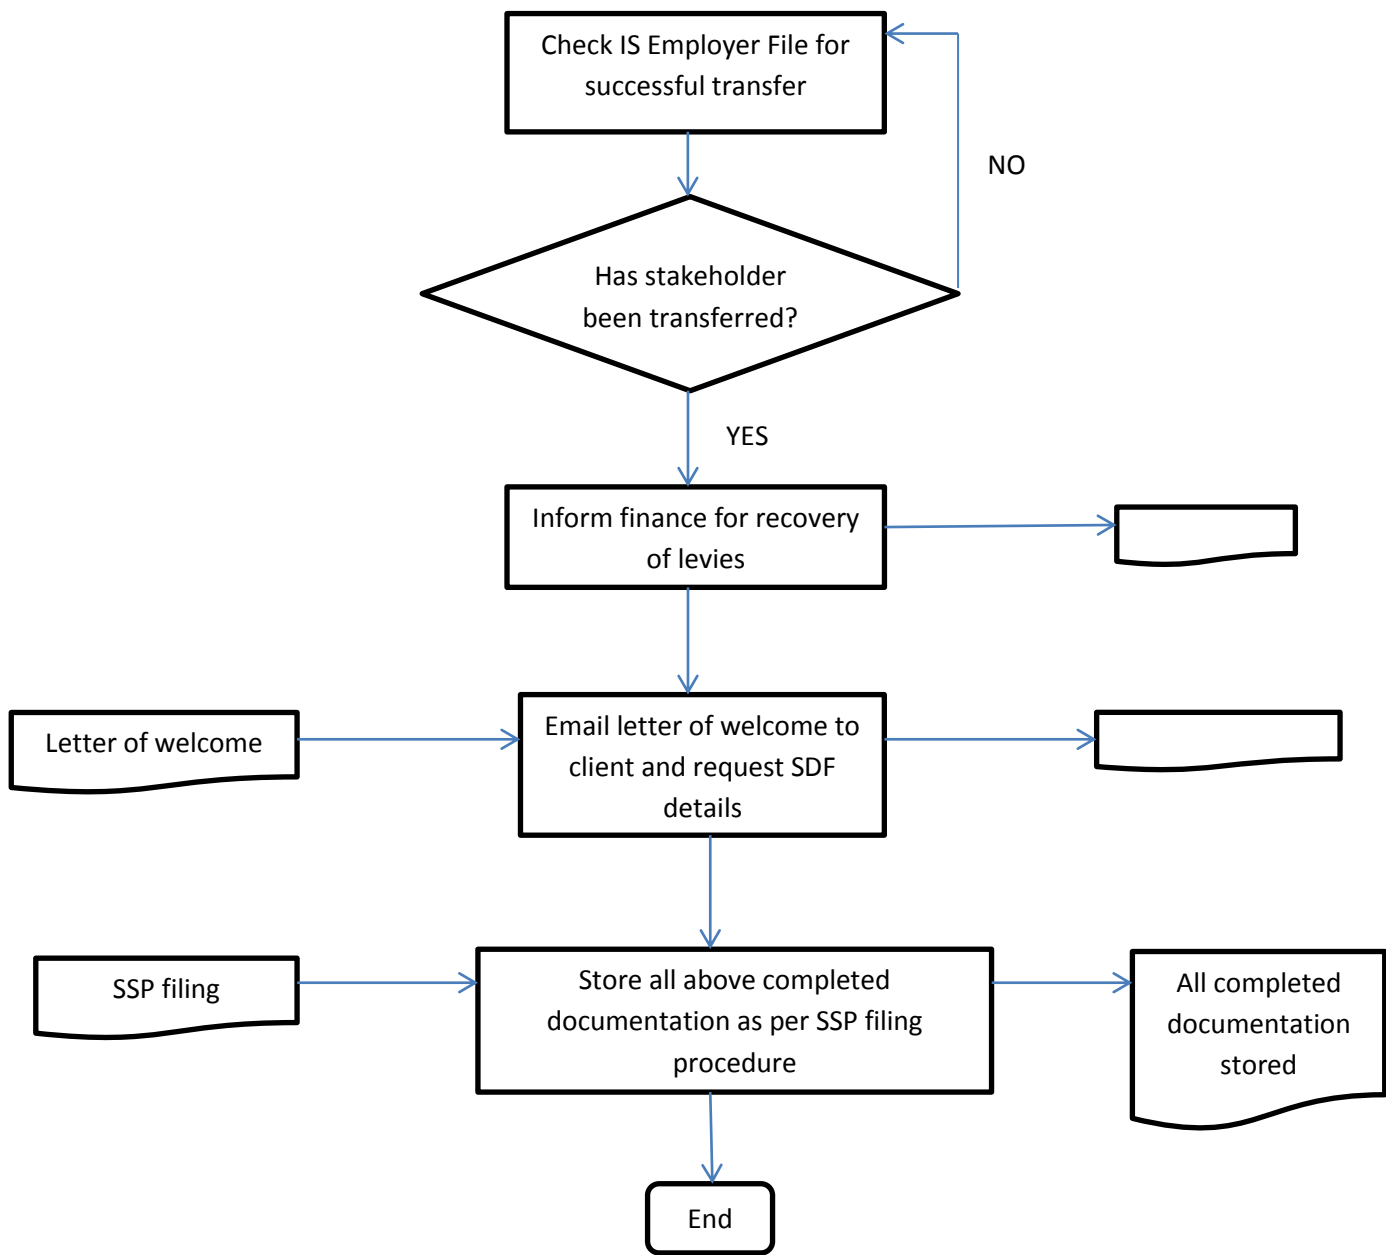 Check IS Employer File for
successful transfer
NO
Has stakeholder
been transferred?
YES
Inform finance for recovery
of levies
Letter of welcome
Email letter of welcome to
client and request SDF
details
SSP filing
Store all above completed
documentation as per SSP filing
procedure
All completed
documentation
stored
End